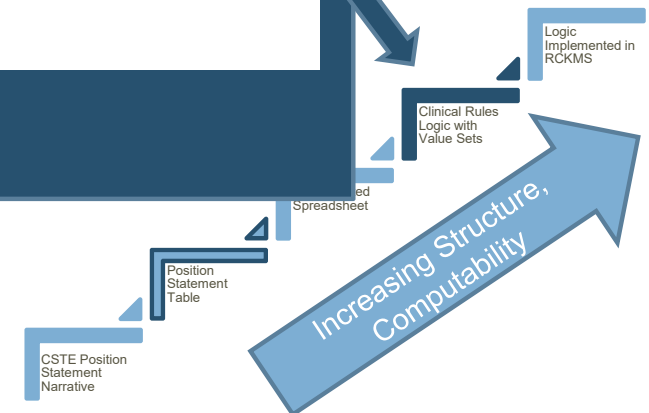 Logic
Implemented in
RCKMS
Clinical Rules
Logic with
Value Sets
ed
Spreadsheet
Position
Statement
Table
CSTE Position
Statement
Narrative
Increasing Structure,
Computability